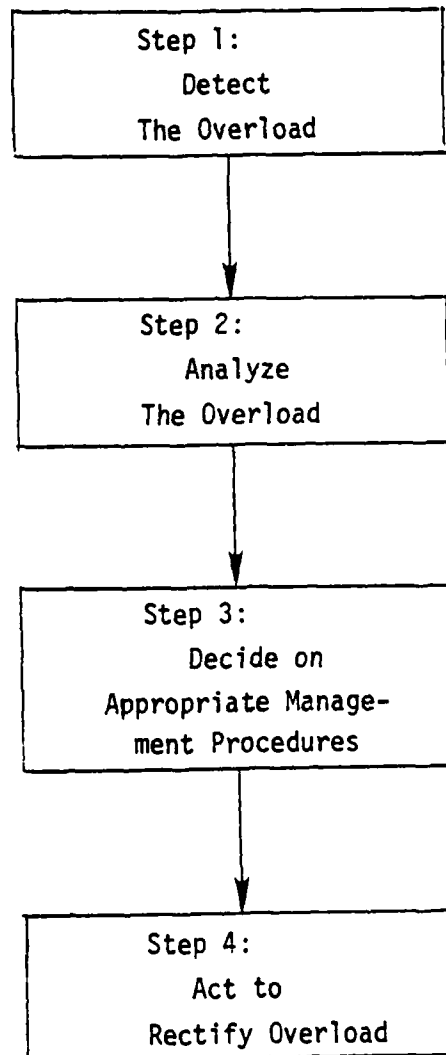 Step 1:
Detect
The Overload
Step 2:
Analyze
The Overload
Step 3:
Decide on
Appropriate Manage-
ment Procedures
Step 4:
Act to
Rectify Overload